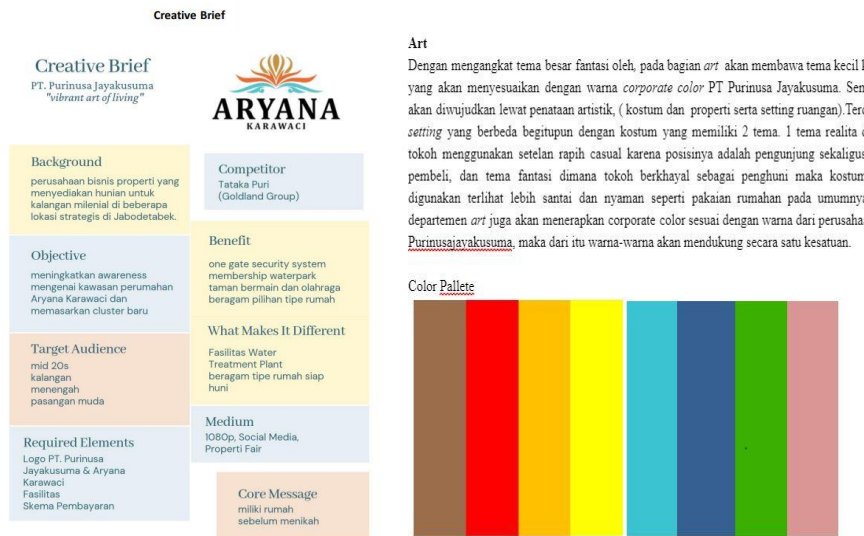 Creative Brief
Creative Brief
PT. Purinusa Jayakusuma
"vibrant art of living"
ARYANA
KARAWACI
Background
perusahaan bisnis properti yang
menyediakan hunian untuk
kalangan milenial di beberapa
lokasi strategis di Jabodetabek.
Objective
meningkatkan awareness
mengenai kawasan perumahan
Aryana Karawaci dan
memasarkan cluster baru
Target Audience
mid 20s
kalangan
menengah
pasangan muda
Required Elements
Logo PT. Purinusa
Jayakusuma & Aryana
Karawaci
Fasilitas
Skema Pembayaran
Competitor
Tataka Puri
(Goldland Group)
Benefit
one gate security system
membership waterpark
taman bermain dan olahraga
beragam pilihan tipe rumah
What Makes It Different
Fasilitas Water
Treatment Plant
beragam tipe rumah siap
huni
Medium
1080p, Social Media,
Properti Fair
Core Message
miliki rumah
sebelum menikah
Art
Dengan mengangkat tema besar fantasi oleh, pada bagian art akan membawa tema kecil
yang akan menyesuaikan dengan warna corporate color PT Purinusa Jayakusuma.
akan diwujudkan lewat penataan artistik, ( kostum dan properti serta setting ruangan).
setting yang berbeda begitupun dengan kostum yang memiliki 2 tema. 1 tema realita
tokoh menggunakan setelan rapih casual karena posisinya adalah pengunjung sekaligus
pembeli, dan tema fantasi dimana tokoh berkhayal sebagai penghuni maka kostum
digunakan terlihat lebih santai dan nyaman seperti pakaian rumahan pada umumnya
departemen art juga akan menerapkan corporate color sesuai dengan warna dari
Purinusajayakusuma, maka dari itu warna-warna akan mendukung secara satu kesatuan.
Color Pallete